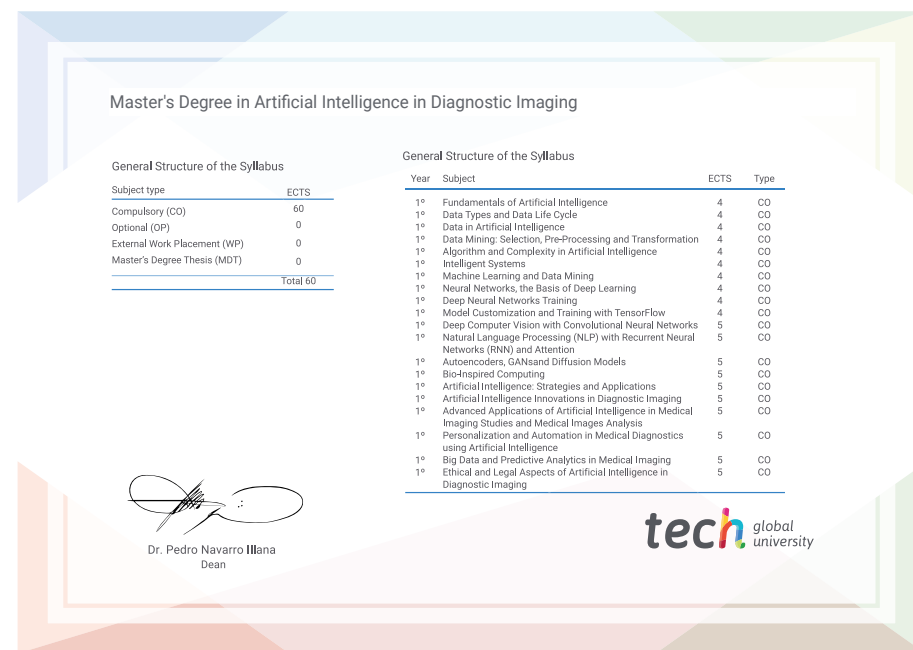 Master's Degree in Artificial Intelligence in Diagnostic Imaging
General Structure of the Syllabus
Subject type ECTS
Compulsory (CO) 60
Optional (OP) 0
External Work Placement (WP) 0
Master's Degree Thesis (MDT) 0
Total 60
General Structure of the Syllabus
Year Subject ECTS Type
1º Fundamentals of Artificial Intelligence 4 CO
1º Data Types and Data Life Cycle 4 CO
1º Data in Artificial Intelligence 4 CO
1º Data Mining: Selection, Pre-Processing and Transformation 4 CO
1º Algorithm and Complexity in Artificial Intelligence 4 CO
1º Intelligent Systems 4 CO
1º Machine Learning and Data Mining 4 CO
1º Neural Networks, the Basis of Deep Learning 4 CO
1º Deep Neural Networks Training 4 CO
1º Model Customization and Training with TensorFlow 4 CO
1º Deep Computer Vision with Convolutional Neural Networks 5 CO
1º Natural Language Processing (NLP) with Recurrent Neural 5 CO
Networks (RNN) and Attention
1º Autoencoders, GANsand Diffusion Models 5 CO
1º Bio-Inspired Computing 5 CO
1º Artificial Intelligence: Strategies and Applications 5 CO
1º Artificial Intelligence Innovations in Diagnostic Imaging 5 CO
1º Advanced Applications of Artificial Intelligence in Medical 5 CO
Imaging Studies and Medical Images Analysis
1º Personalization and Automation in Medical Diagnostics 5 CO
using Artificial Intelligence
1º Big Data and Predictive Analytics in Medical Imaging 5 CO
1º Ethical and Legal Aspects of Artificial Intelligence in 5 CO
Diagnostic Imaging
Dr. Pedro Navarro Illana
Dean
tech global
university